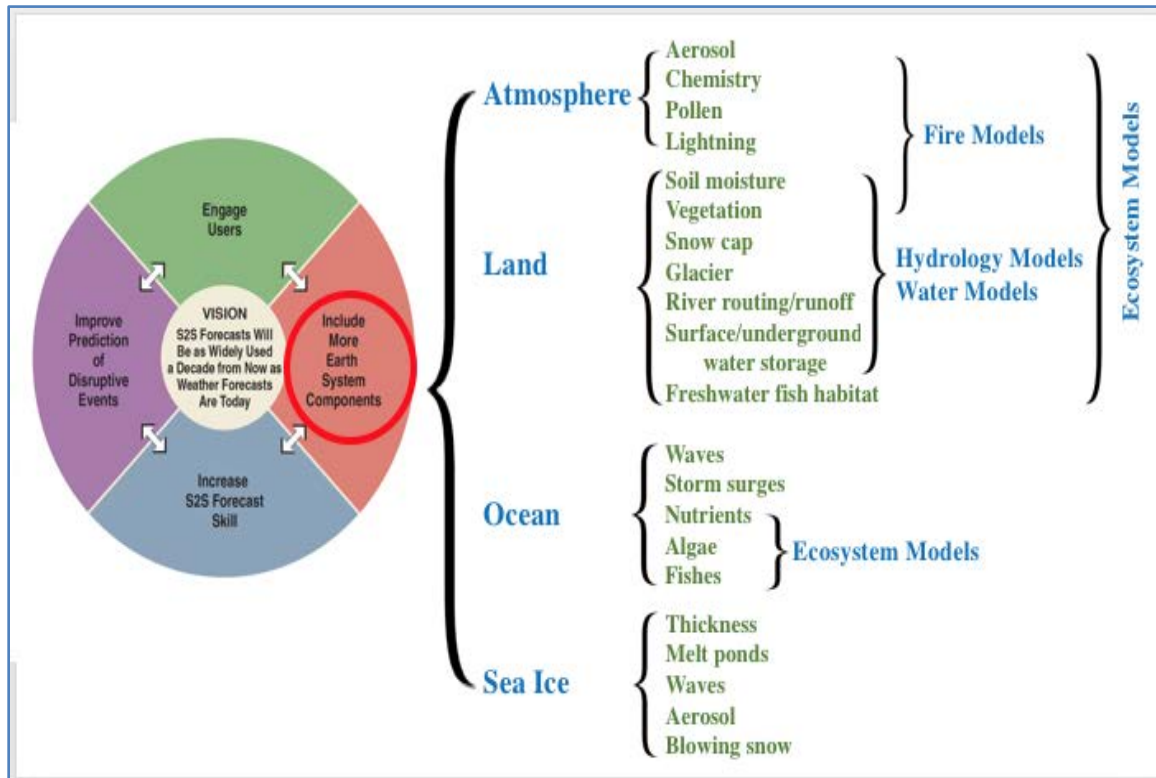 Engage
Users
Improve
Prediction
of
Disruptive
Events
VISION
S2S Forecasts Will
Be as Widely Used
a Decade from Now as
Weather Forecasts
Are Today
Include
More
Earth
System
Components
Increase
S2S Forecast
Skill
Atmosphere
Aerosol
Chemistry
Pollen
Lightning
Fire Models
Land
Soil moisture
Vegetation
Snow cap
Glacier
River routing/runoff
Surface/underground
water storage
Freshwater fish habitat
Hydrology Models
Water Models
Ecosystem Models
Ocean
Waves
Storm surges
Nutrients
Algae
Fishes
Ecosystem Models
Sea Ice
Thickness
Melt ponds
Waves
Aerosol
Blowing snow